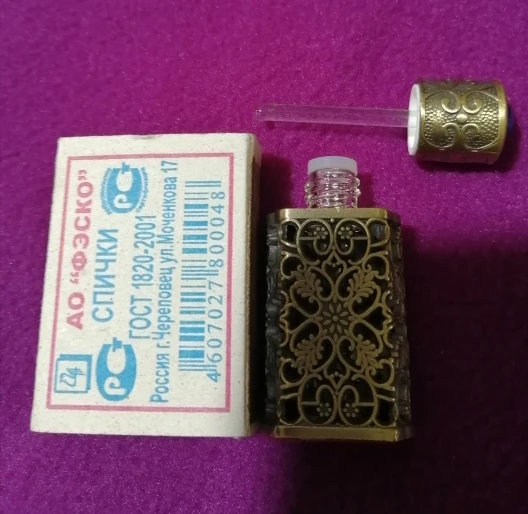 АО "ФЭСКО"
СПИЧКИ
ГОСТ 1820-2001
Россия г.Череповец ул.Моченкова 17
4607027800048